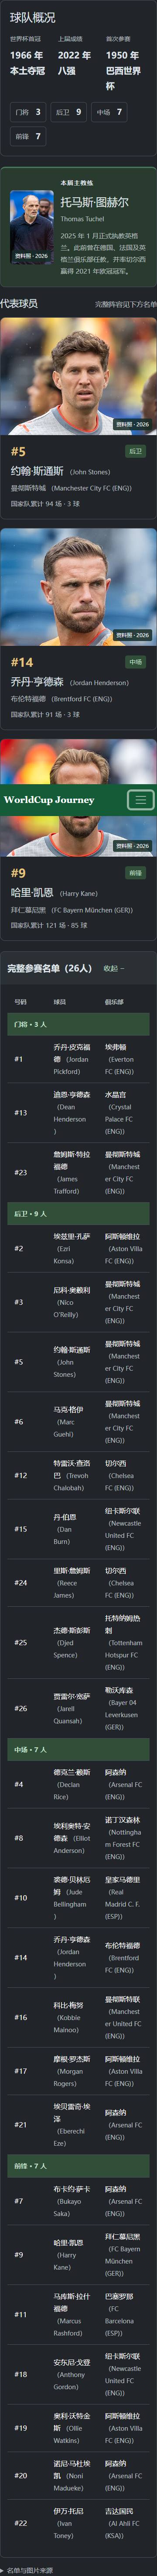 球队概况
世界杯首冠
1966 年
本土夺冠
上届成绩
2022 年
八强
首次参赛
1950 年
巴西世界
杯
门将 3
后卫 9
中场 7
前锋 7
资料照 · 2026
本届主教练
托马斯·图赫尔
Thomas Tuchel
2025 年 1 月正式执教英格
兰。此前曾在德国、法国及英
格兰俱乐部任教，并率切尔西
赢得 2021 年欧冠冠军。
代表球员
完整阵容见下方名单
资料照 · 2026
#5
后卫
约翰·斯通斯 （John Stones）
曼彻斯特城 （Manchester City FC (ENG)）
国家队累计 94 场 · 3 球
资料照 · 2026
#14
中场
乔丹·亨德森 （Jordan Henderson）
布伦特福德 （Brentford FC (ENG)）
国家队累计 91 场 · 3 球
WorldCup Journey
资料照 · 2026
#9
前锋
哈里·凯恩 （Harry Kane）
拜仁慕尼黑 （FC Bayern München (GER)）
国家队累计 121 场 · 85 球
完整参赛名单（26人） 收起 −
号码 球员 俱乐部
门将 • 3 人
#1
乔丹·皮克福
德 （Jordan
Pickford）
埃弗顿
（Everton
FC (ENG)）
#13
迪恩·亨德森
（Dean
Henderson
）
水晶宫
（Crystal
Palace FC
(ENG)）
#23
詹姆斯·特拉
福德
（James
Trafford）
曼彻斯特城
（Manchest
er City FC
(ENG)）
后卫 • 9 人
#2
埃兹里·孔萨
（Ezri
Konsa）
阿斯顿维拉
（Aston Villa
FC (ENG)）
#3
尼科·奥赖利
（Nico
O'Reilly）
曼彻斯特城
（Manchest
er City FC
(ENG)）
#5
约翰·斯通斯
（John
Stones）
曼彻斯特城
（Manchest
er City FC
(ENG)）
#6
马克·格伊
（Marc
Guehi）
曼彻斯特城
（Manchest
er City FC
(ENG)）
#12
特雷沃·查洛
巴 （Trevoh
Chalobah）
切尔西
（Chelsea
FC (ENG)）
#15
丹·伯恩
（Dan
Burn）
纽卡斯尔联
（Newcastle
United FC
(ENG)）
#24
里斯·詹姆斯
（Reece
James）
切尔西
（Chelsea
FC (ENG)）
#25
杰德·斯彭斯
（Djed
Spence）
托特纳姆热
刺
（Tottenham
Hotspur FC
(ENG)）
#26
贾雷尔·宽萨
（Jarell
Quansah）
勒沃库森
（Bayer 04
Leverkusen
(GER)）
中场 • 7 人
#4
德克兰·赖斯
（Declan
Rice）
阿森纳
（Arsenal FC
(ENG)）
#8
埃利奥特·安
德森 （Elliot
Anderson）
诺丁汉森林
（Nottingha
m Forest FC
(ENG)）
#10
裘德·贝林厄
姆 （Jude
Bellingham
）
皇家马德里
（Real
Madrid C. F.
(ESP)）
#14
乔丹·亨德森
（Jordan
Henderson
）
布伦特福德
（Brentford
FC (ENG)）
#16
科比·梅努
（Kobbie
Mainoo）
曼彻斯特联
（Manchest
er United FC
(ENG)）
#17
摩根·罗杰斯
（Morgan
Rogers）
阿斯顿维拉
（Aston Villa
FC (ENG)）
#21
埃贝雷奇·埃
泽
（Eberechi
Eze）
阿森纳
（Arsenal FC
(ENG)）
前锋 • 7 人
#7
布卡约·萨卡
（Bukayo
Saka）
阿森纳
（Arsenal FC
(ENG)）
#9
哈里·凯恩
（Harry
Kane）
拜仁慕尼黑
（FC Bayern
München
(GER)）
#11
马库斯·拉什
福德
（Marcus
Rashford）
巴塞罗那
（FC
Barcelona
(ESP)）
#18
安东尼·戈登
（Anthony
Gordon）
纽卡斯尔联
（Newcastle
United FC
(ENG)）
#19
奥利·沃特金
斯 （Ollie
Watkins）
阿斯顿维拉
（Aston Villa
FC (ENG)）
#20
诺尼·马杜埃
凯 （Noni
Madueke）
阿森纳
（Arsenal FC
(ENG)）
#22
伊万·托尼
（Ivan
Toney）
吉达国民
（Al Ahli FC
(KSA)）
名单与图片来源